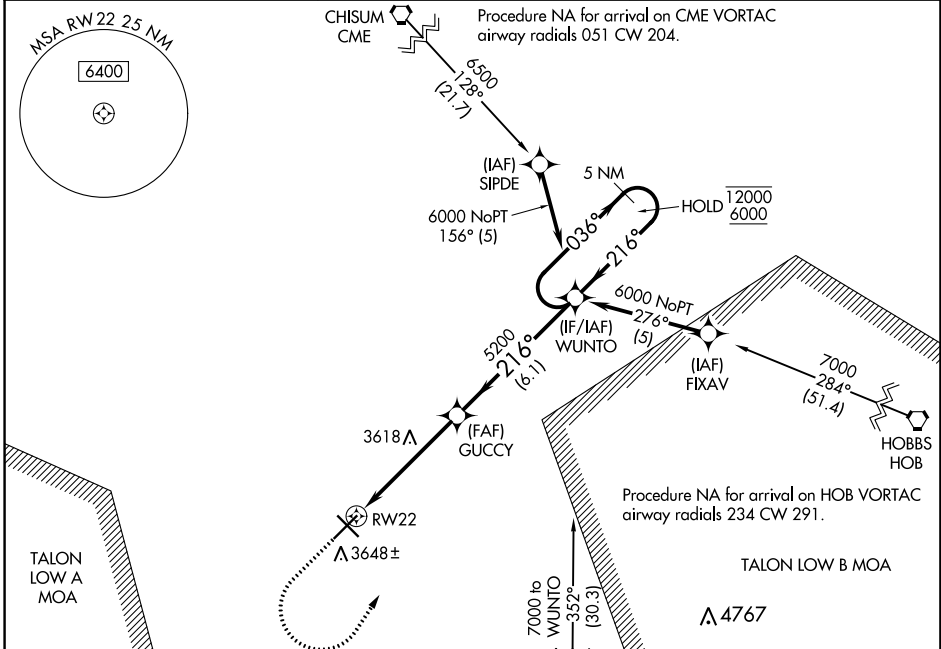 MSA RW 22 25 NM
6400
CHISUM
CME
Procedure NA for arrival on CME VORTAC
airway radials 051 CW 204.
6500
128°
(21.7)
(IAF)
SIPDE
5 NM
HOLD
12000
6000
6000 NoPT
156° (5)
036°
216°
6000 NoPT
276°
(5)
(IF/IAF)
WUNTO
(IAF)
FIXAV
5200
216°
(6.1)
7000
284°
(51.4)
HOBBS
HOB
3618
(FAF)
GUCCY
Procedure NA for arrival on HOB VORTAC
airway radials 234 CW 291.
RW22
3648±
TALON
LOW A
MOA
TALON LOW B MOA
7000 to
WUNTO
352°
(30.3)
4767